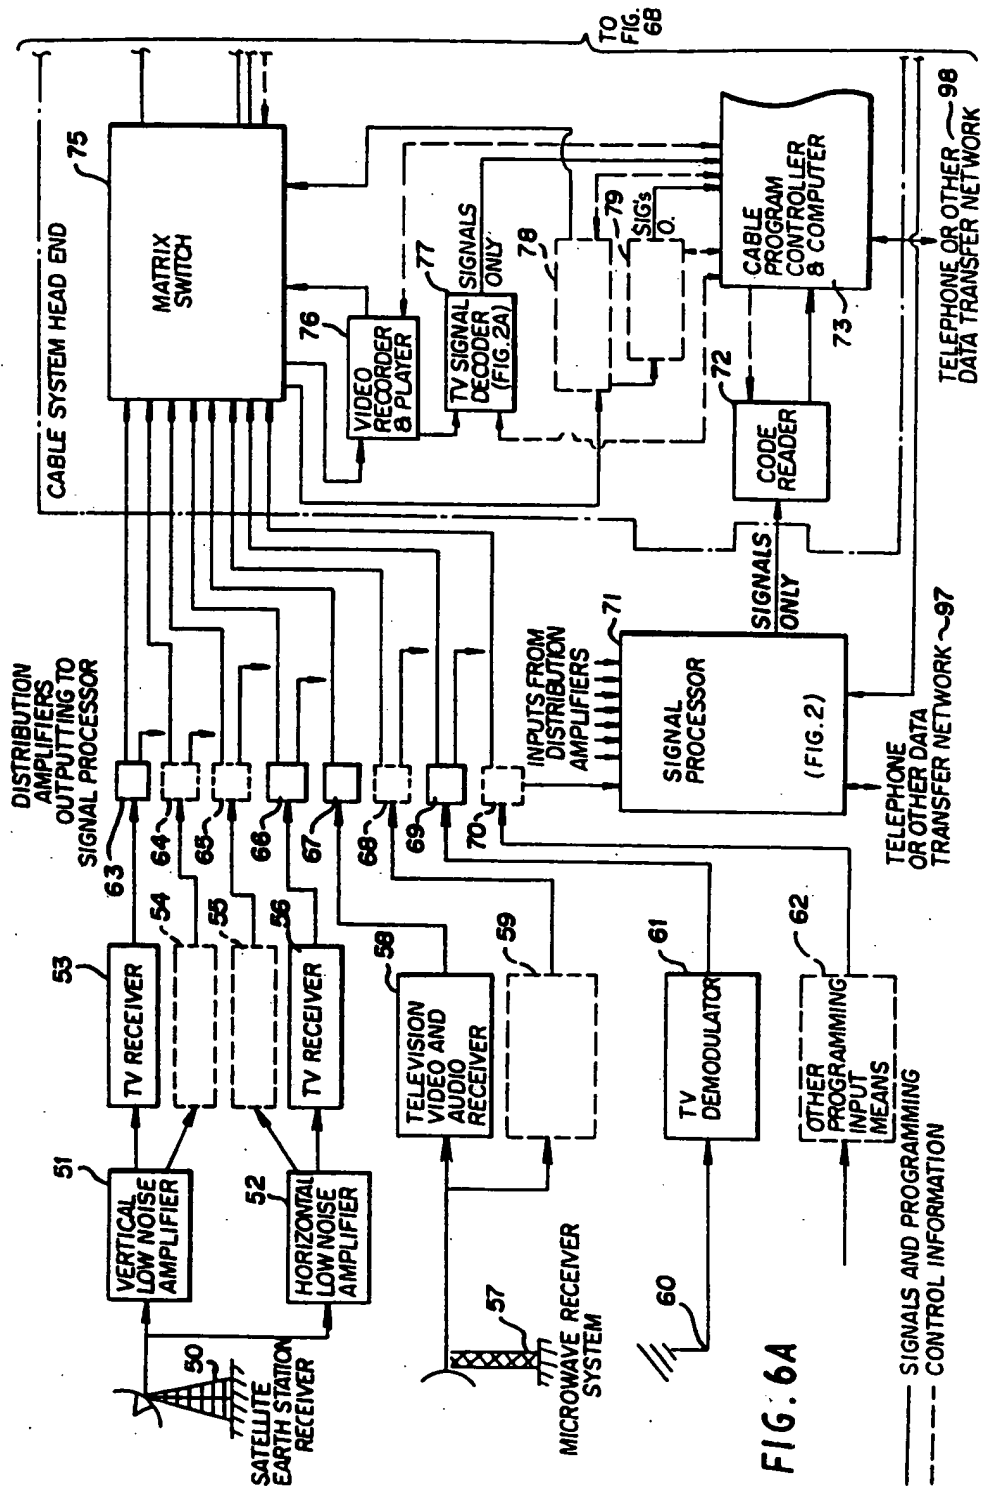 TO
FIG.
6B
CABLE SYSTEM HEAD END
75
MATRIX
SWITCH
76
VIDEO
RECORDER
& PLAYER
77
TV SIGNAL
DECODER
(FIG.2A)
SIGNALS
ONLY
78
79
SIG's
O.
72
CODE
READER
CABLE
PROGRAM
CONTROLLER
& COMPUTER
73
TELEPHONE OR OTHER 98
DATA TRANSFER NETWORK
DISTRIBUTION
AMPLIFIERS
OUTPUTTING TO
SIGNAL PROCESSOR
63
64
65
66
67
68
69
70
INPUTS FROM
DISTRIBUTION
AMPLIFIERS
71
SIGNAL
PROCESSOR
(FIG.2)
SIGNALS
ONLY
TELEPHONE
OR OTHER DATA
TRANSFER NETWORK 97
53
TV RECEIVER
54
55
56
TV RECEIVER
58
TELEVISION
VIDEO AND
AUDIO
RECEIVER
59
61
TV
DEMODULATOR
62
OTHER
PROGRAMMING
INPUT
MEANS
51
VERTICAL
LOW NOISE
AMPLIFIER
52
HORIZONTAL
LOW NOISE
AMPLIFIER
50
SATELLITE
EARTH STATION
RECEIVER
57
MICROWAVE RECEIVER
SYSTEM
60
FIG. 6A
SIGNALS AND PROGRAMMING
CONTROL INFORMATION